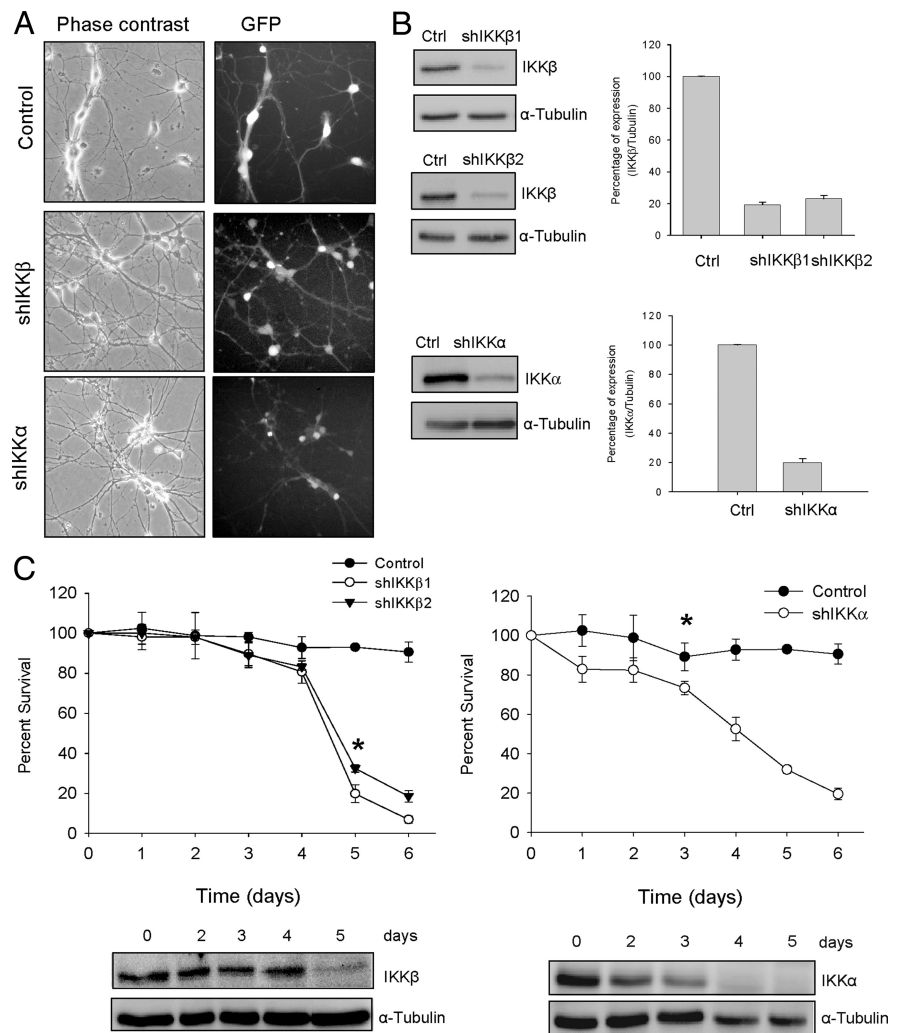 A
Phase contrast GFP
Control
shIKKβ
shIKKα
B
Ctrl shIKKβ1
IKKβ
α-Tubulin
Ctrl shIKKβ2
IKKβ
α-Tubulin
Percentage of expression
(IKKβ/Tubulin)
120
100
80
60
40
20
0
Ctrl shIKKβ1 shIKKβ2
Ctrl shIKKα
IKKα
α-Tubulin
Percentage of expression
(IKKα/Tubulin)
120
100
80
60
40
20
0
Ctrl shIKKα
C
Control
shIKKβ1
shIKKβ2
Percent Survival
120
100
80
60
40
20
0
*
0 1 2 3 4 5 6
Time (days)
0 2 3 4 5 days
IKKβ
α-Tubulin
Control
shIKKα
Percent Survival
120
100
80
60
40
20
0
*
0 1 2 3 4 5 6
Time (days)
0 2 3 4 5 days
IKKα
α-Tubulin